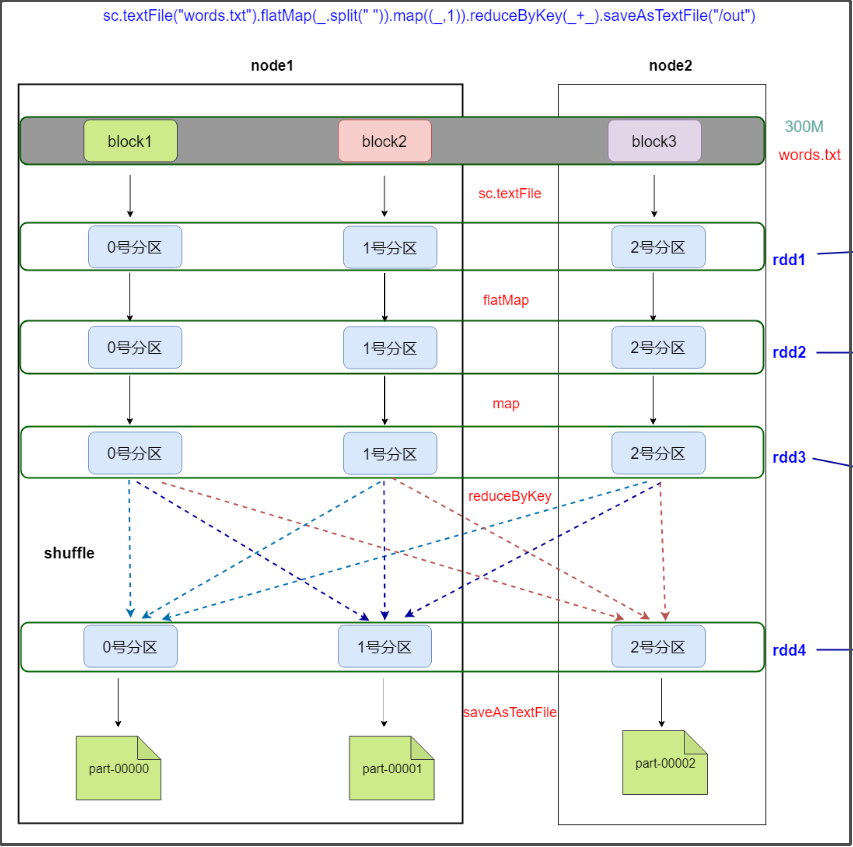 sc.textFile("words.txt").flatMap(_.split(" ")).map((_,1)).reduceByKey(_+_).saveAsTextFile("/out")
node1
node2
block1
block2
block3
300M
words.txt
sc.textFile
0号分区
1号分区
2号分区
rdd1
flatMap
0号分区
1号分区
2号分区
rdd2
map
0号分区
1号分区
2号分区
rdd3
reduceByKey
shuffle
0号分区
1号分区
2号分区
rdd4
saveAsTextFile
part-00000
part-00001
part-00002